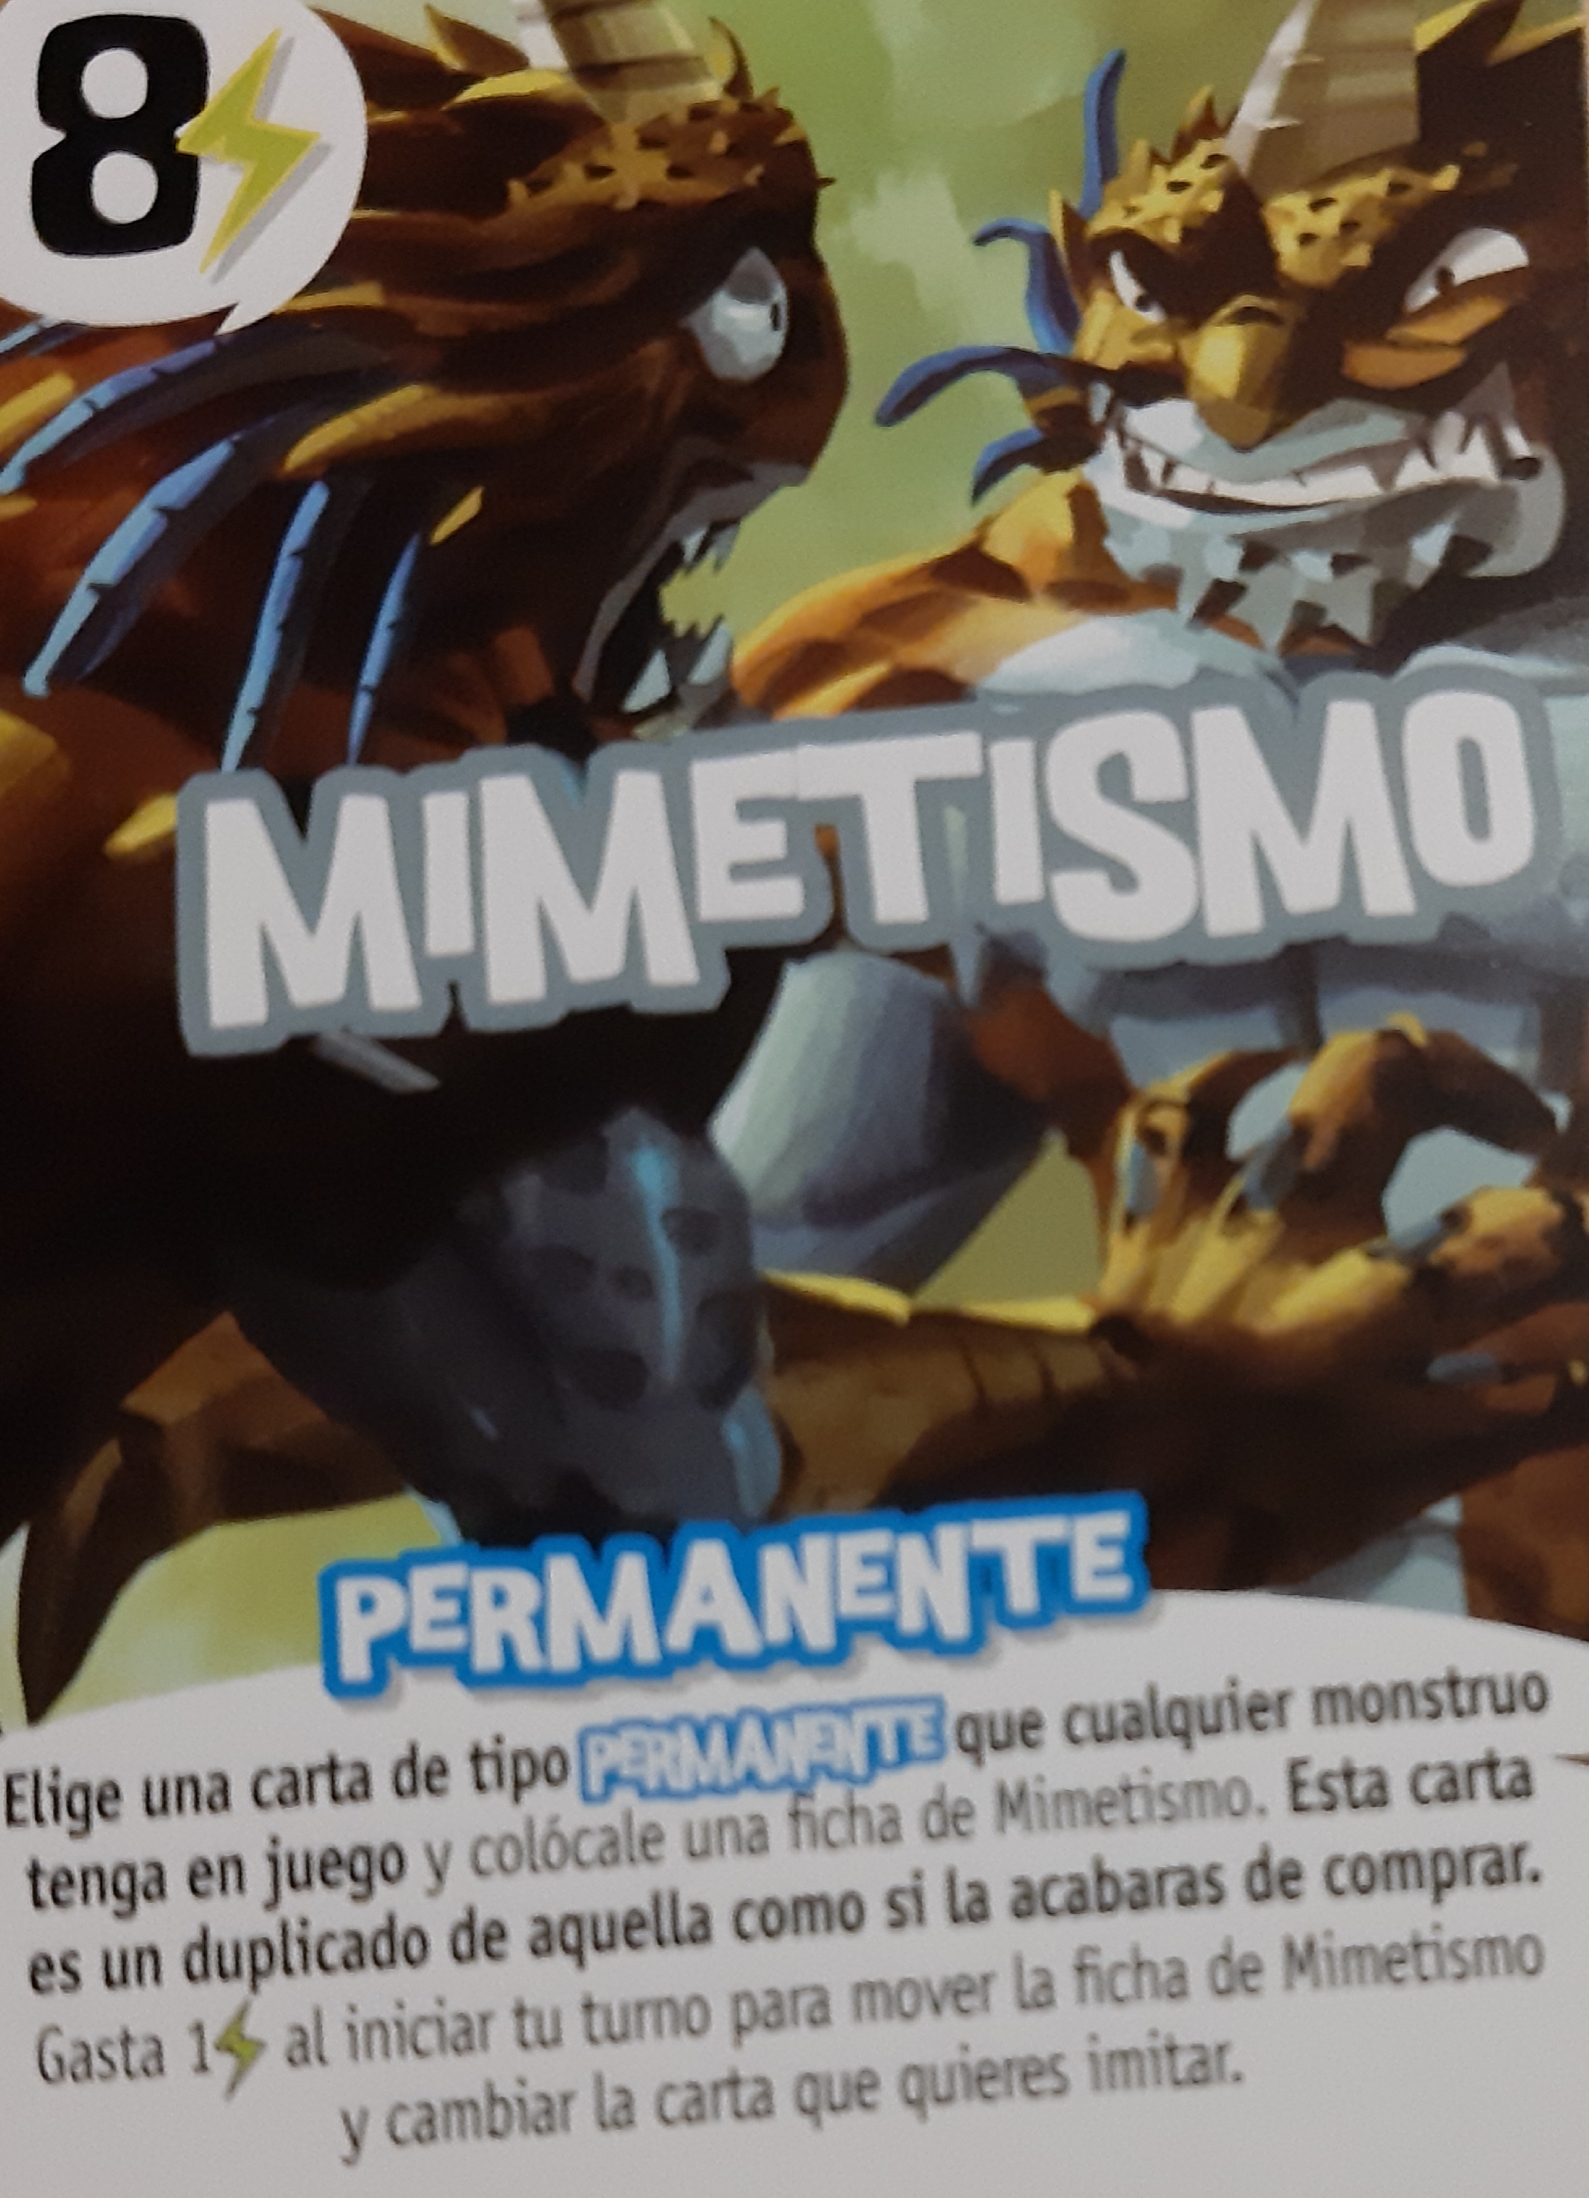 8
MIMETISMO
PERMANENTE
Elige una carta de tipo PERMANENTE que cualquier monstruo
tenga en juego y colócale una ficha de Mimetismo. Esta carta
es un duplicado de aquella como si la acabaras de comprar.
Gasta 1 al iniciar tu turno para mover la ficha de Mimetismo
y cambiar la carta que quieres imitar.